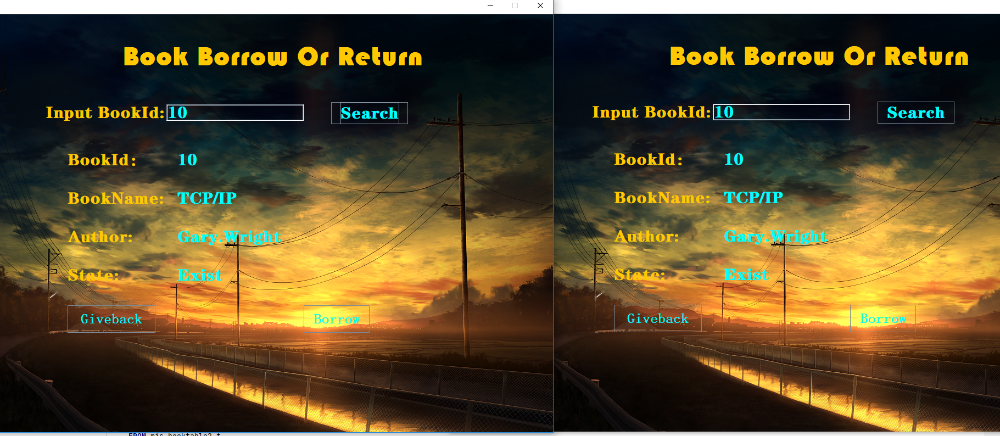 Book Borrow Or Return
Input BookId: 10 Search
BookId: 10
BookName: TCP/IP
Author: Gary.Wright
State: Exist
Giveback Borrow
Book Borrow Or Return
Input BookId: 10 Search
BookId: 10
BookName: TCP/IP
Author: Gary.Wright
State: Exist
Giveback Borrow
FROM mis.booktable2 t